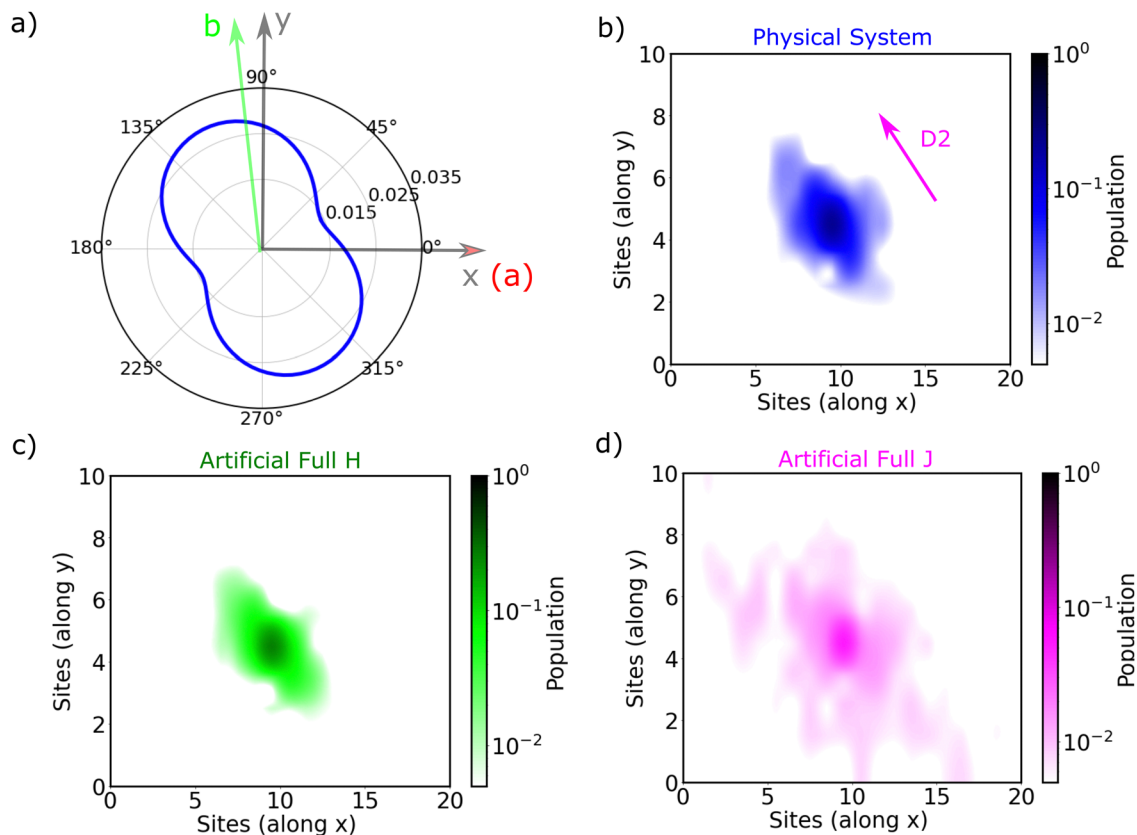 a)
b
y
90°
135°
45°
0.035
0.025
0.015
180°
0°
x (a)
225°
315°
270°
b)
Physical System
10
8
6
4
2
0
Sites (along y)
D2
0
5
10
15
20
Sites (along x)
10⁰
10⁻¹
10⁻²
Population
c)
Artificial Full H
10
8
6
4
2
0
Sites (along y)
0
5
10
15
20
Sites (along x)
10⁰
10⁻¹
10⁻²
Population
d)
Artificial Full J
10
8
6
4
2
0
Sites (along y)
0
5
10
15
20
Sites (along x)
10⁰
10⁻¹
10⁻²
Population